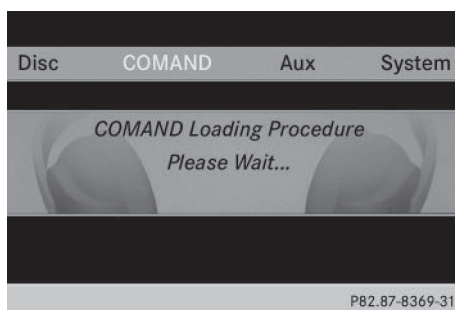 Disc COMAND Aux System
COMAND Loading Procedure
Please Wait...
P82.87-8369-31